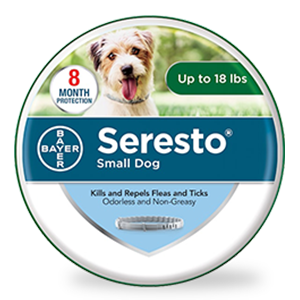 8
MONTH
PROTECTION
Up to 18 lbs
BAYER
BAYER
Seresto®
Small Dog
Kills and Repels Fleas and Ticks
Odorless and Non-Greasy